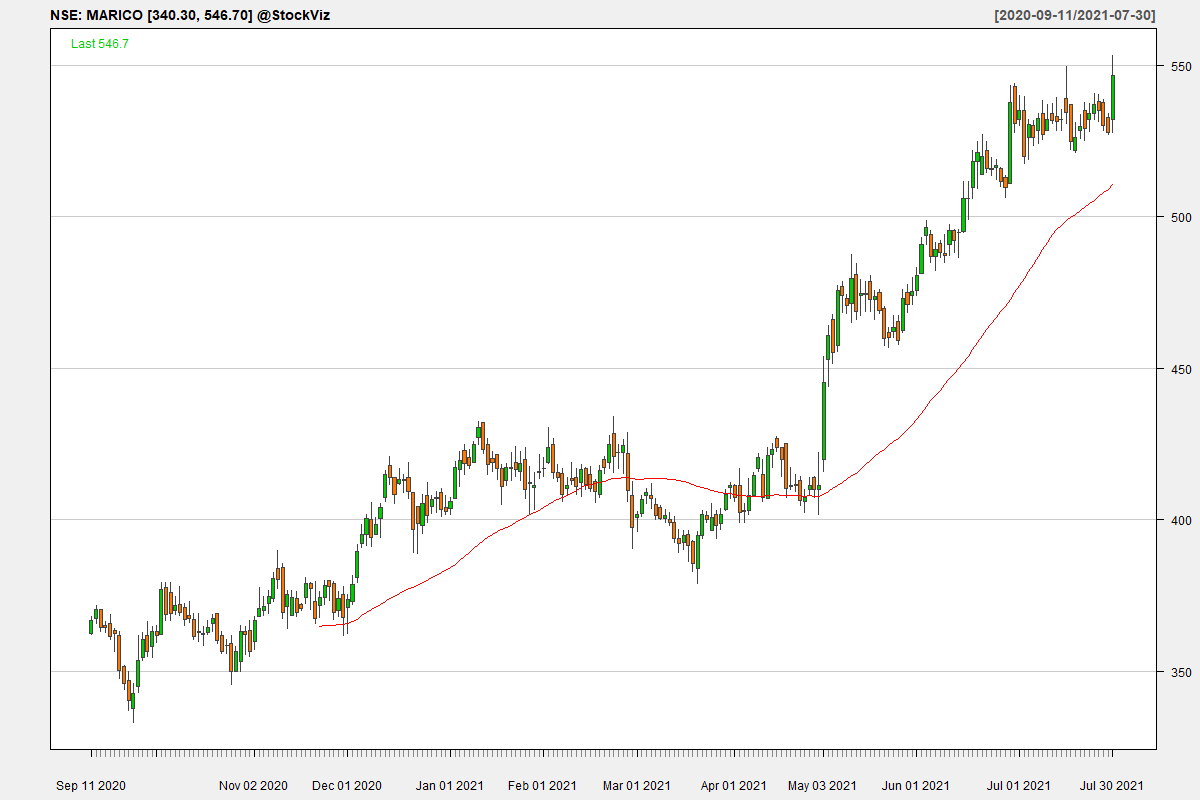 NSE: MARICO [340.30, 546.70] @StockViz [2020-09-11/2021-07-30]
Last 546.7
550
500
450
400
350
Sep 11 2020 Nov 02 2020 Dec 01 2020 Jan 01 2021 Feb 01 2021 Mar 01 2021 Apr 01 2021 May 03 2021 Jun 01 2021 Jul 01 2021 Jul 30 2021